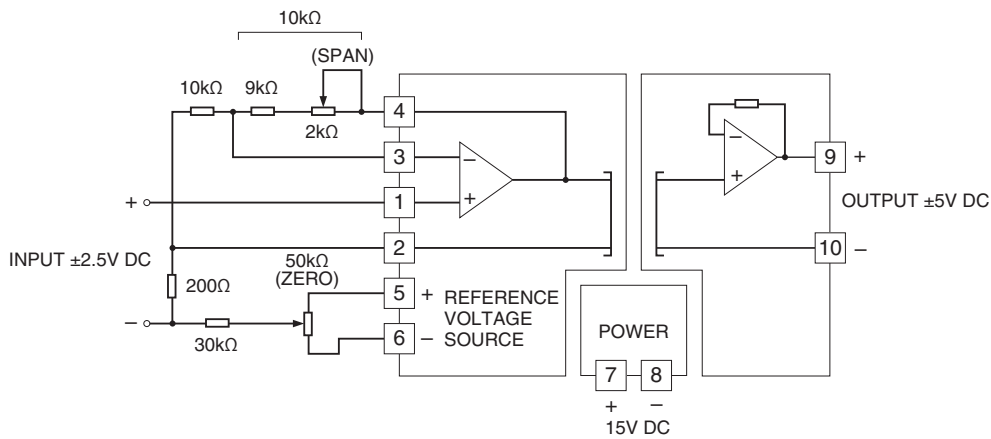 10kΩ
(SPAN)
10kΩ
9kΩ
2kΩ
4
3
1
2
5
6
−
+
−
+
9
+
OUTPUT ±5V DC
10
−
+
INPUT ±2.5V DC
−
200Ω
30kΩ
50kΩ
(ZERO)
+
−
REFERENCE
VOLTAGE
SOURCE
POWER
7
8
+
−
15V DC